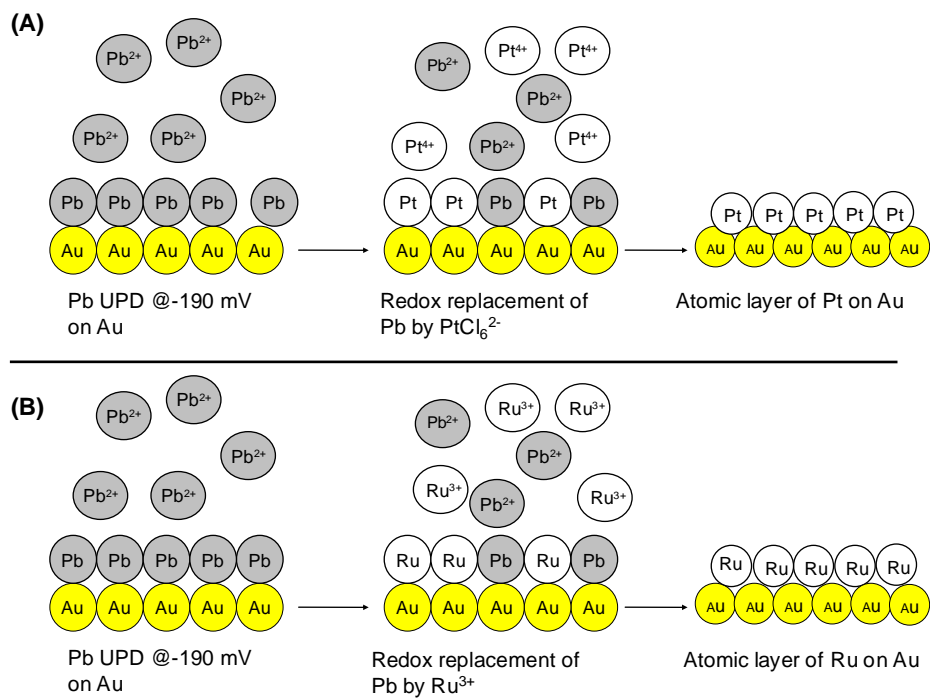 (A)
Pb²⁺ Pb²⁺ Pb²⁺ Pb²⁺ Pb²⁺
Pb Pb Pb Pb Pb
Au Au Au Au Au
Pb UPD @-190 mV
on Au
Pb²⁺ Pt⁴⁺ Pt⁴⁺ Pb²⁺ Pt⁴⁺ Pb²⁺ Pt⁴⁺
Pt Pt Pb Pt Pb
Au Au Au Au Au
Redox replacement of
Pb by PtCl₆²⁻
Pt Pt Pt Pt Pt
Au Au Au Au Au Au
Atomic layer of Pt on Au
(B)
Pb²⁺ Pb²⁺ Pb²⁺ Pb²⁺ Pb²⁺
Pb Pb Pb Pb Pb
Au Au Au Au Au
Pb UPD @-190 mV
on Au
Pb²⁺ Ru³⁺ Ru³⁺ Pb²⁺ Ru³⁺ Pb²⁺ Ru³⁺
Ru Ru Pb Ru Pb
Au Au Au Au Au
Redox replacement of
Pb by Ru³⁺
Ru Ru Ru Ru Ru
Au Au Au Au Au Au
Atomic layer of Ru on Au